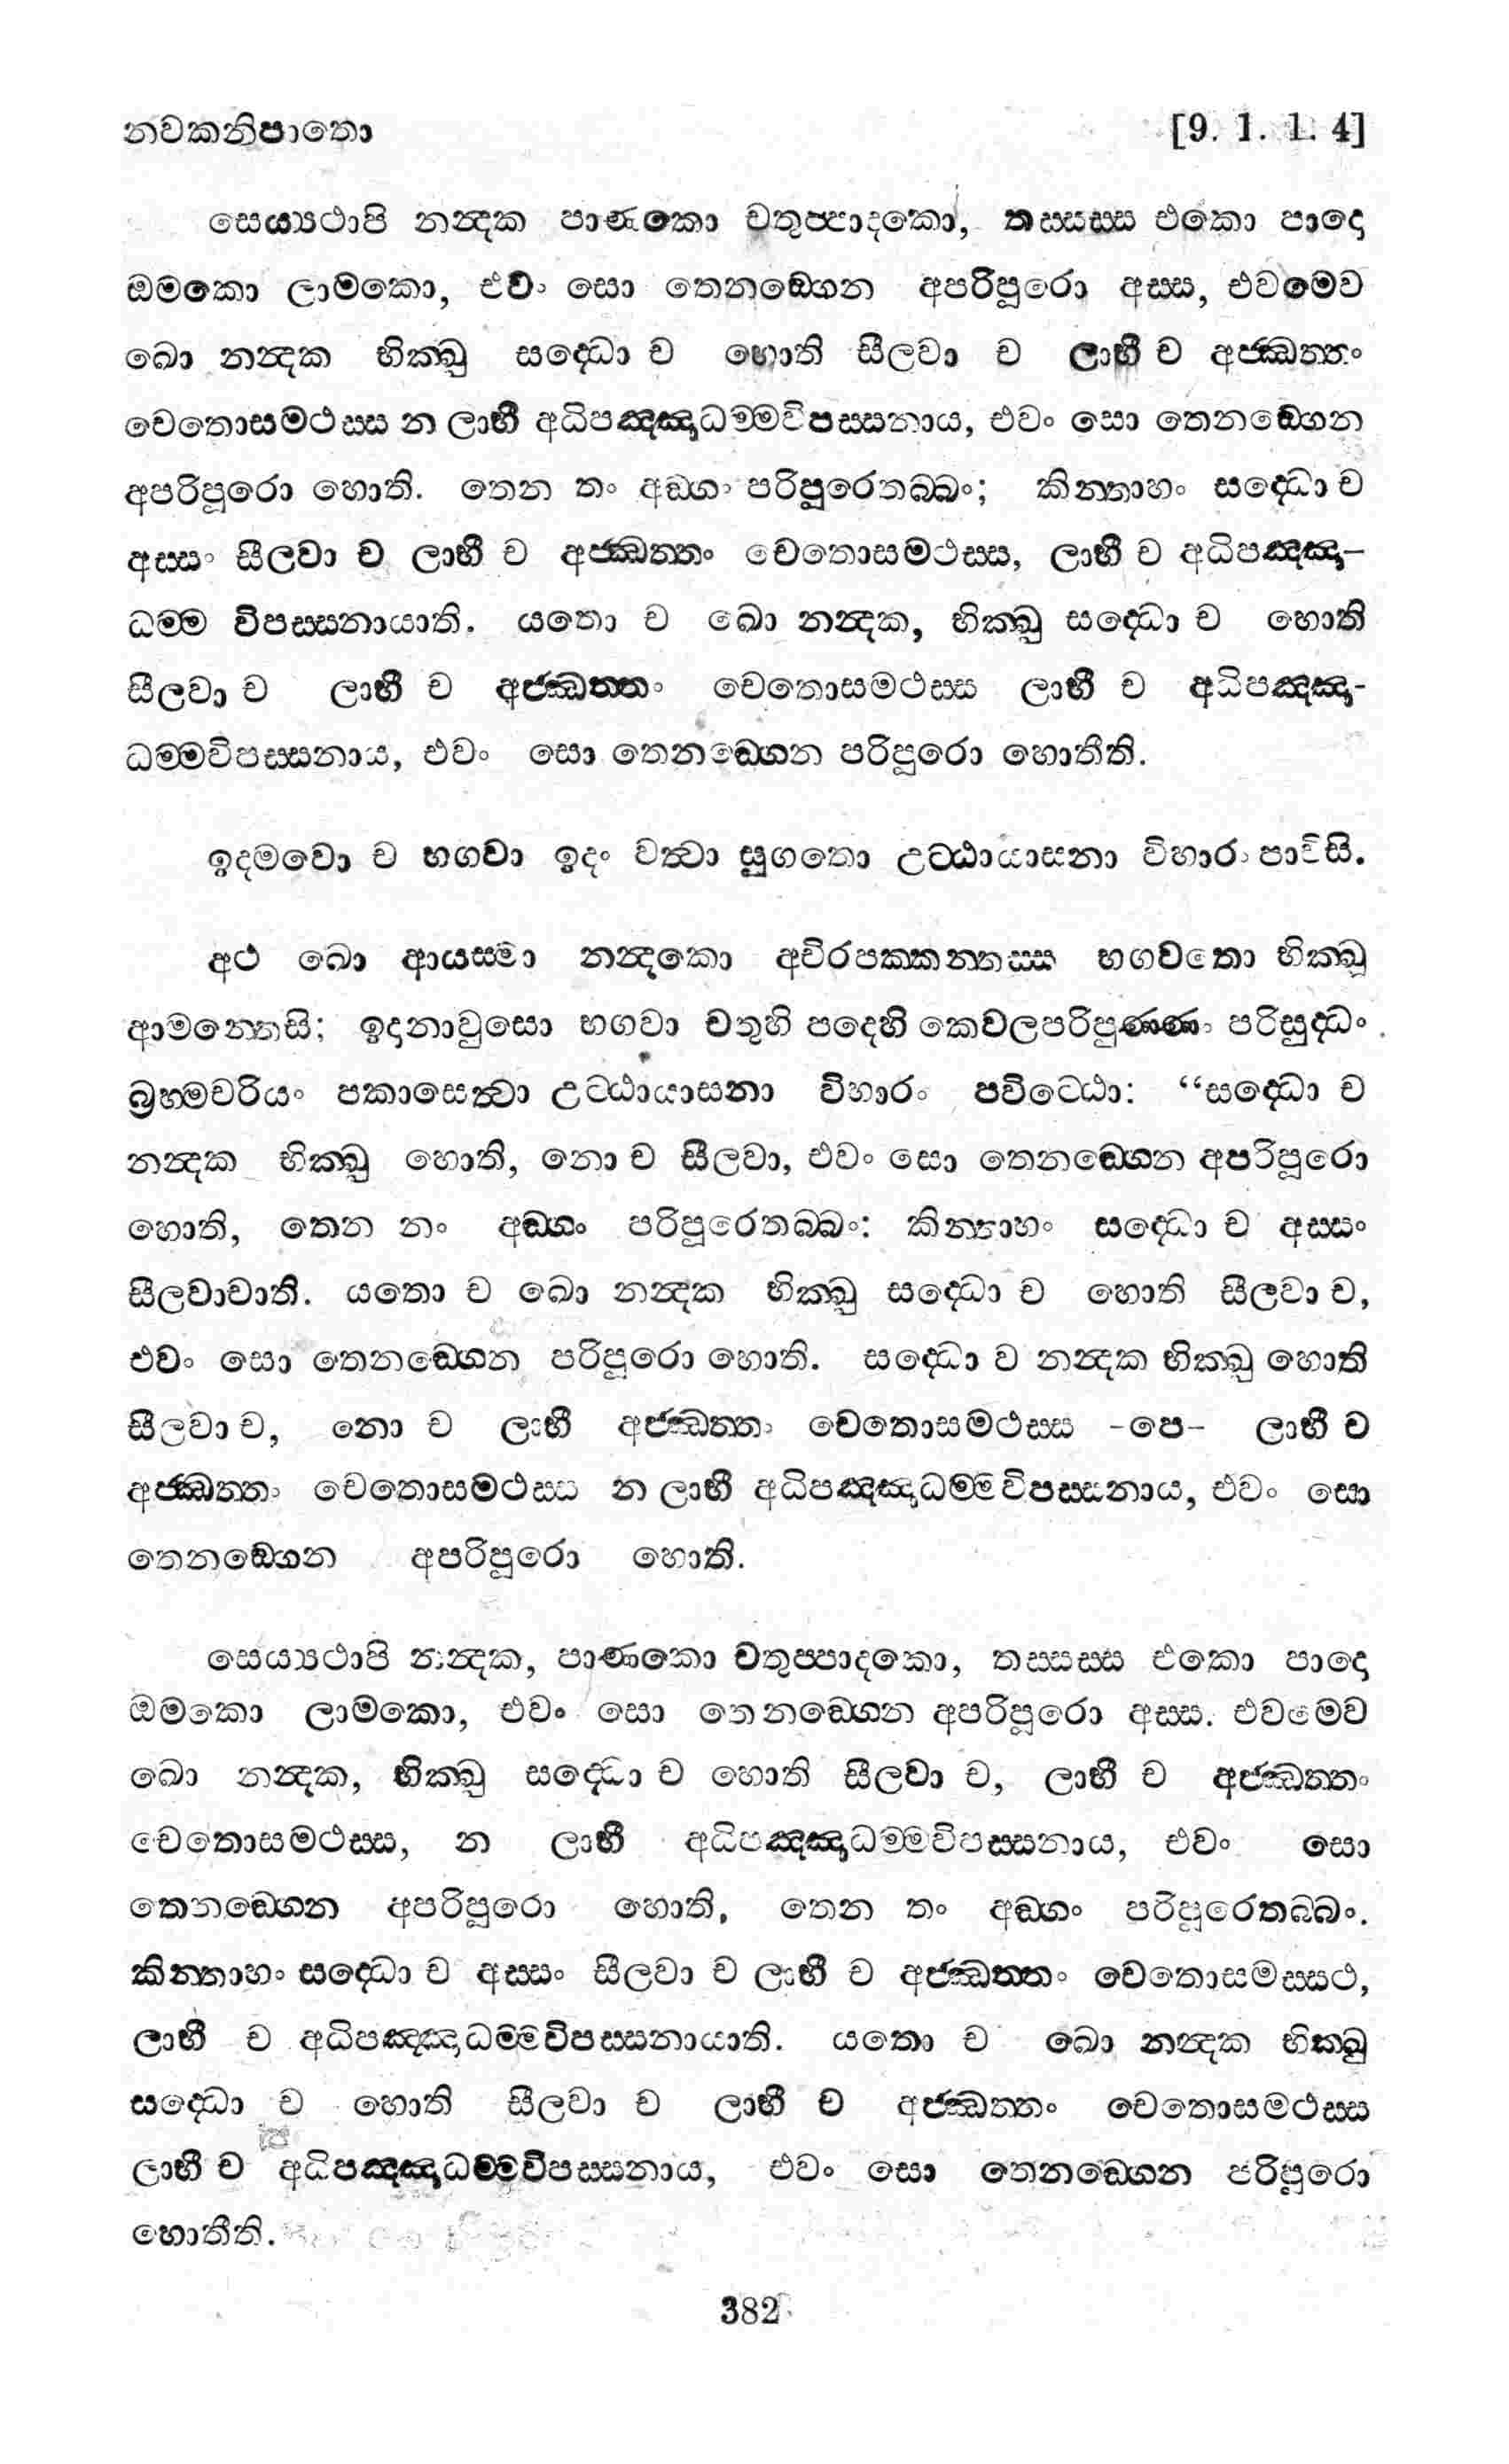 නවකනිපාතො [9. 1. 1. 4]
සෙය්‍යථාපි නන්‍දක පාණකො චතුප්පාදකො, තස්සස්ස එකො පාදො
ඔමකො ලාමකො, එවං සො තෙනඞ්ගෙන අපරිපූරො අස්ස, එවමෙව
ඛො නන්‍දක භික්ඛු සද්ධො ච හොති සීලවා ච ලාභී ච අජ්ඣත්තං
චෙතොසමථස්ස න ලාභී අධිපඤ්ඤාධම්මවිපස්සනාය, එවං සො තෙනඞ්ගෙන
අපරිපූරො හොති. තෙන තං අඞ්ගං පරිපූරෙතබ්බං; කින්තාහං සද්ධො ච
අස්සං සීලවා ච ලාභී ච අජ්ඣත්තං චෙතොසමථස්ස, ලාභී ච අධිපඤ්ඤා-
ධම්ම විපස්සනායාති. යතො ච ඛො නන්‍දක, භික්ඛු සද්ධො ච හොති
සීලවා ච ලාභී ච අජ්ඣත්තං චෙතොසමථස්ස ලාභී ච අධිපඤ්ඤා-
ධම්මවිපස්සනාය, එවං සො තෙනඞ්ගෙන පරිපූරො හොතීති.
ඉදමවො ච භගවා ඉදං වත්‍වා සුගතො උට්ඨායාසනා විහාරං පාවිසි.
අථ ඛො ආයස්මා නන්‍දකො අචිරපක්කන්තස්ස භගවතො භික්ඛූ
ආමන්තෙසි; ඉදානාවුසො භගවා චතුහි පදෙහි කෙවලපරිපුණ්ණං පරිසුද්ධං
බ්‍රහ්මචරියං පකාසෙත්‍වා උට්ඨායාසනා විහාරං පවිට්ඨො: “සද්ධො ච
නන්‍දක භික්ඛු හොති, නො ච සීලවා, එවං සො තෙනඞ්ගෙන අපරිපූරො
හොති, තෙන නං අඞ්ගං පරිපූරෙතබ්බං: කින්තාහං සද්ධො ච අස්සං
සීලවාචාති. යතො ච ඛො නන්‍දක භික්ඛු සද්ධො ච හොති සීලවා ච,
එවං සො තෙනඞ්ගෙන පරිපූරො හොති. සද්ධො ව නන්‍දක භික්ඛු හොති
සීලවා ච, නො ච ලාභී අජ්ඣත්තං චෙතොසමථස්ස -පෙ- ලාභී ච
අජ්ඣත්තං චෙතොසමථස්ස න ලාභී අධිපඤ්ඤාධම්මවිපස්සනාය, එවං සො
තෙනඞ්ගෙන අපරිපූරො හොති.
සෙය්‍යථාපි නන්‍දක, පාණකො චතුප්පාදකො, තස්සස්ස එකො පාදො
ඔමකො ලාමකො, එවං සො තෙනඞ්ගෙන අපරිපූරො අස්ස. එවමෙව
ඛො නන්‍දක, භික්ඛු සද්ධො ච හොති සීලවා ච, ලාභී ච අජ්ඣත්තං
චෙතොසමථස්ස, න ලාභී අධිපඤ්ඤාධම්මවිපස්සනාය, එවං සො
තෙනඞ්ගෙන අපරිපූරො හොති, තෙන තං අඞ්ගං පරිපූරෙතබ්බං.
කින්තාහං සද්ධො ච අස්සං සීලවා ච ලාභී ච අජ්ඣත්තං චෙතොසමස්සථ,
ලාභී ච අධිපඤ්ඤාධම්මවිපස්සනායාති. යතො ච ඛො නන්‍දක භික්ඛු
සද්ධො ච හොති සීලවා ච ලාභී ච අජ්ඣත්තං චෙතොසමථස්ස
ලාභී ච අධිපඤ්ඤාධම්මවිපස්සනාය, එවං සො තෙනඞ්ගෙන පරිපූරො
හොතීති.
382